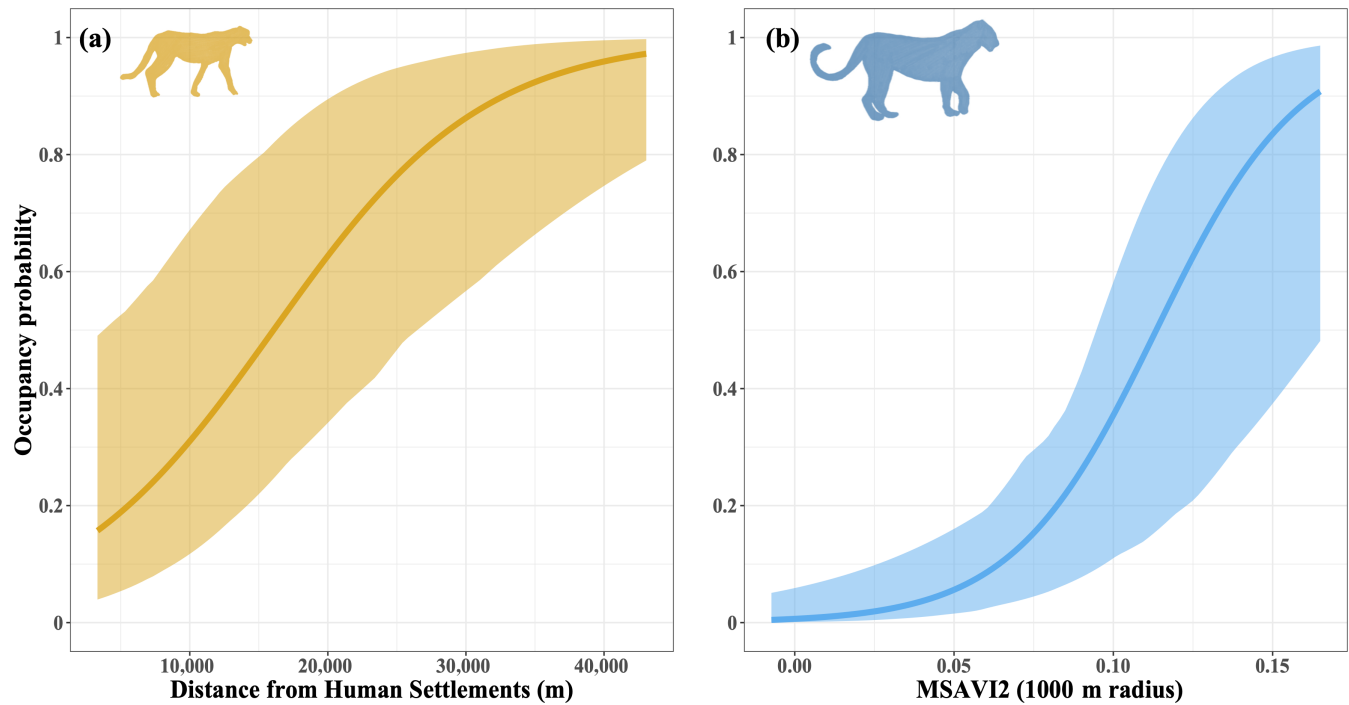 (a)
(b)
Occupancy probability
1
0.8
0.6
0.4
0.2
0
10,000 20,000 30,000 40,000
Distance from Human Settlements (m)
1
0.8
0.6
0.4
0.2
0
0.00 0.05 0.10 0.15
MSAVI2 (1000 m radius)